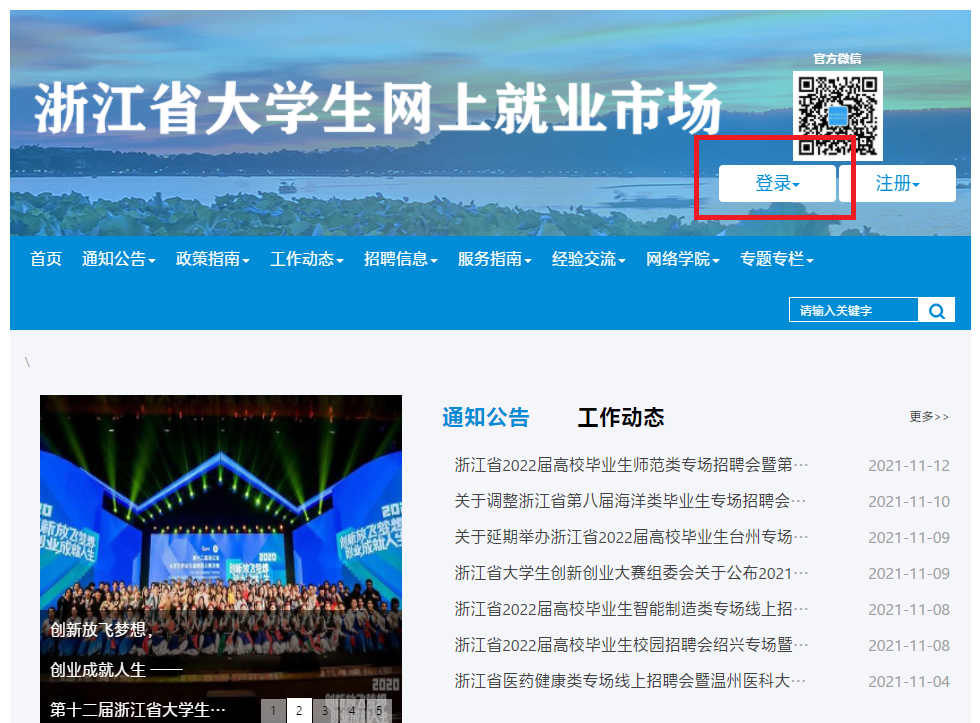 官方微信
浙江省大学生网上就业市场
登录 注册
首页 通知公告 政策指南 工作动态 招聘信息 服务指南 经验交流 网络学院 专题专栏
请输入关键字
\
通知公告 工作动态 更多>>
浙江省2022届高校毕业生师范类专场招聘会暨第… 2021-11-12
关于调整浙江省第八届海洋类毕业生专场招聘会… 2021-11-10
关于延期举办浙江省2022届高校毕业生台州专场… 2021-11-09
浙江省大学生创新创业大赛组委会关于公布2021… 2021-11-09
浙江省2022届高校毕业生智能制造类专场线上招… 2021-11-08
浙江省2022届高校毕业生校园招聘会绍兴专场暨… 2021-11-08
浙江省医药健康类专场线上招聘会暨温州医科大… 2021-11-04
2020
创新放飞梦想
创业成就人生
创新放飞梦想，
创业成就人生 ——
第十二届浙江省大学生…
1 2 3 4 5